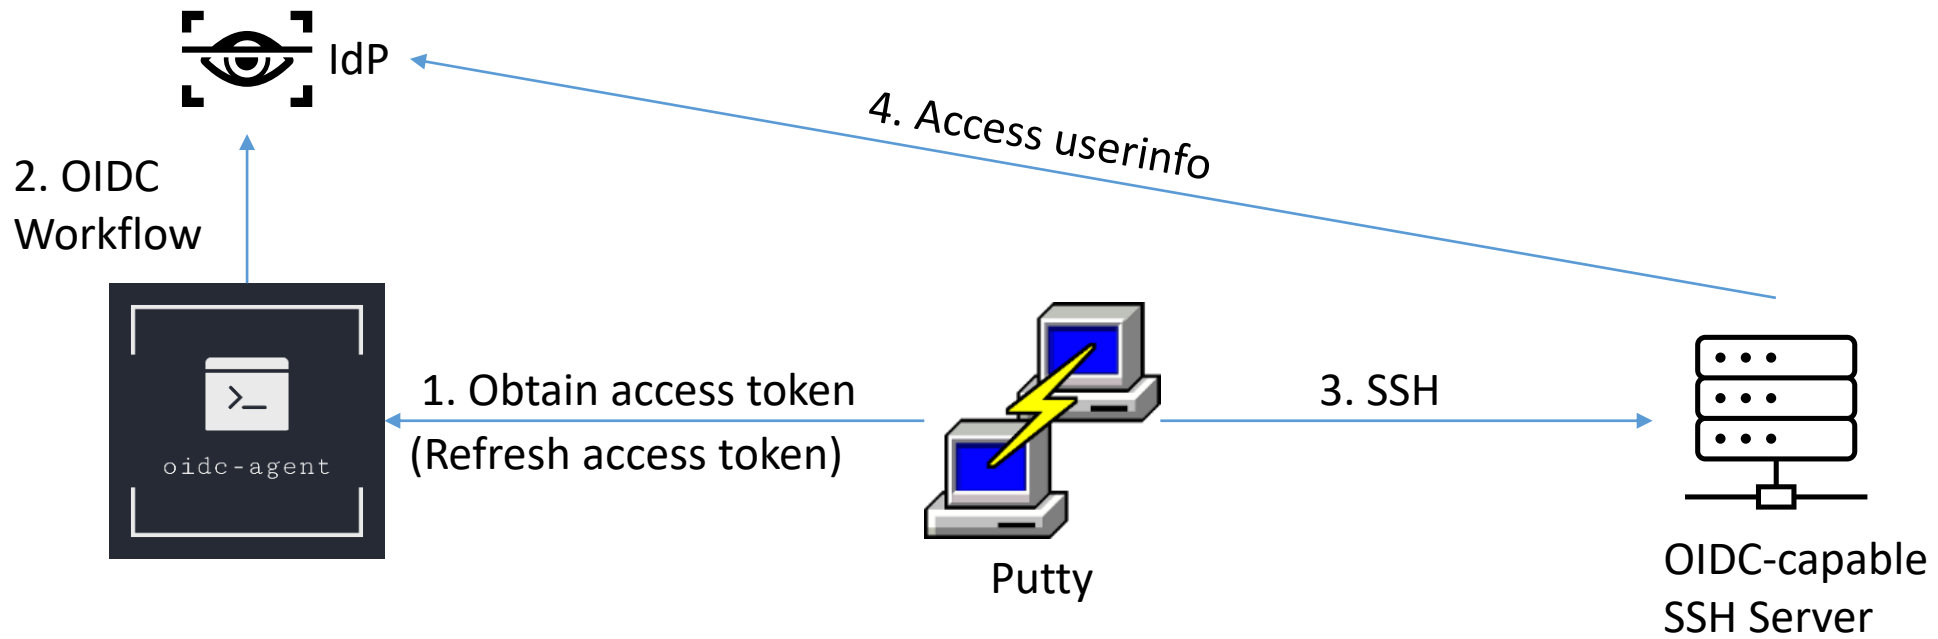 IdP
4. Access userinfo
2. OIDC
Workflow
>_
oidc-agent
1. Obtain access token
(Refresh access token)
3. SSH
Putty
OIDC-capable
SSH Server